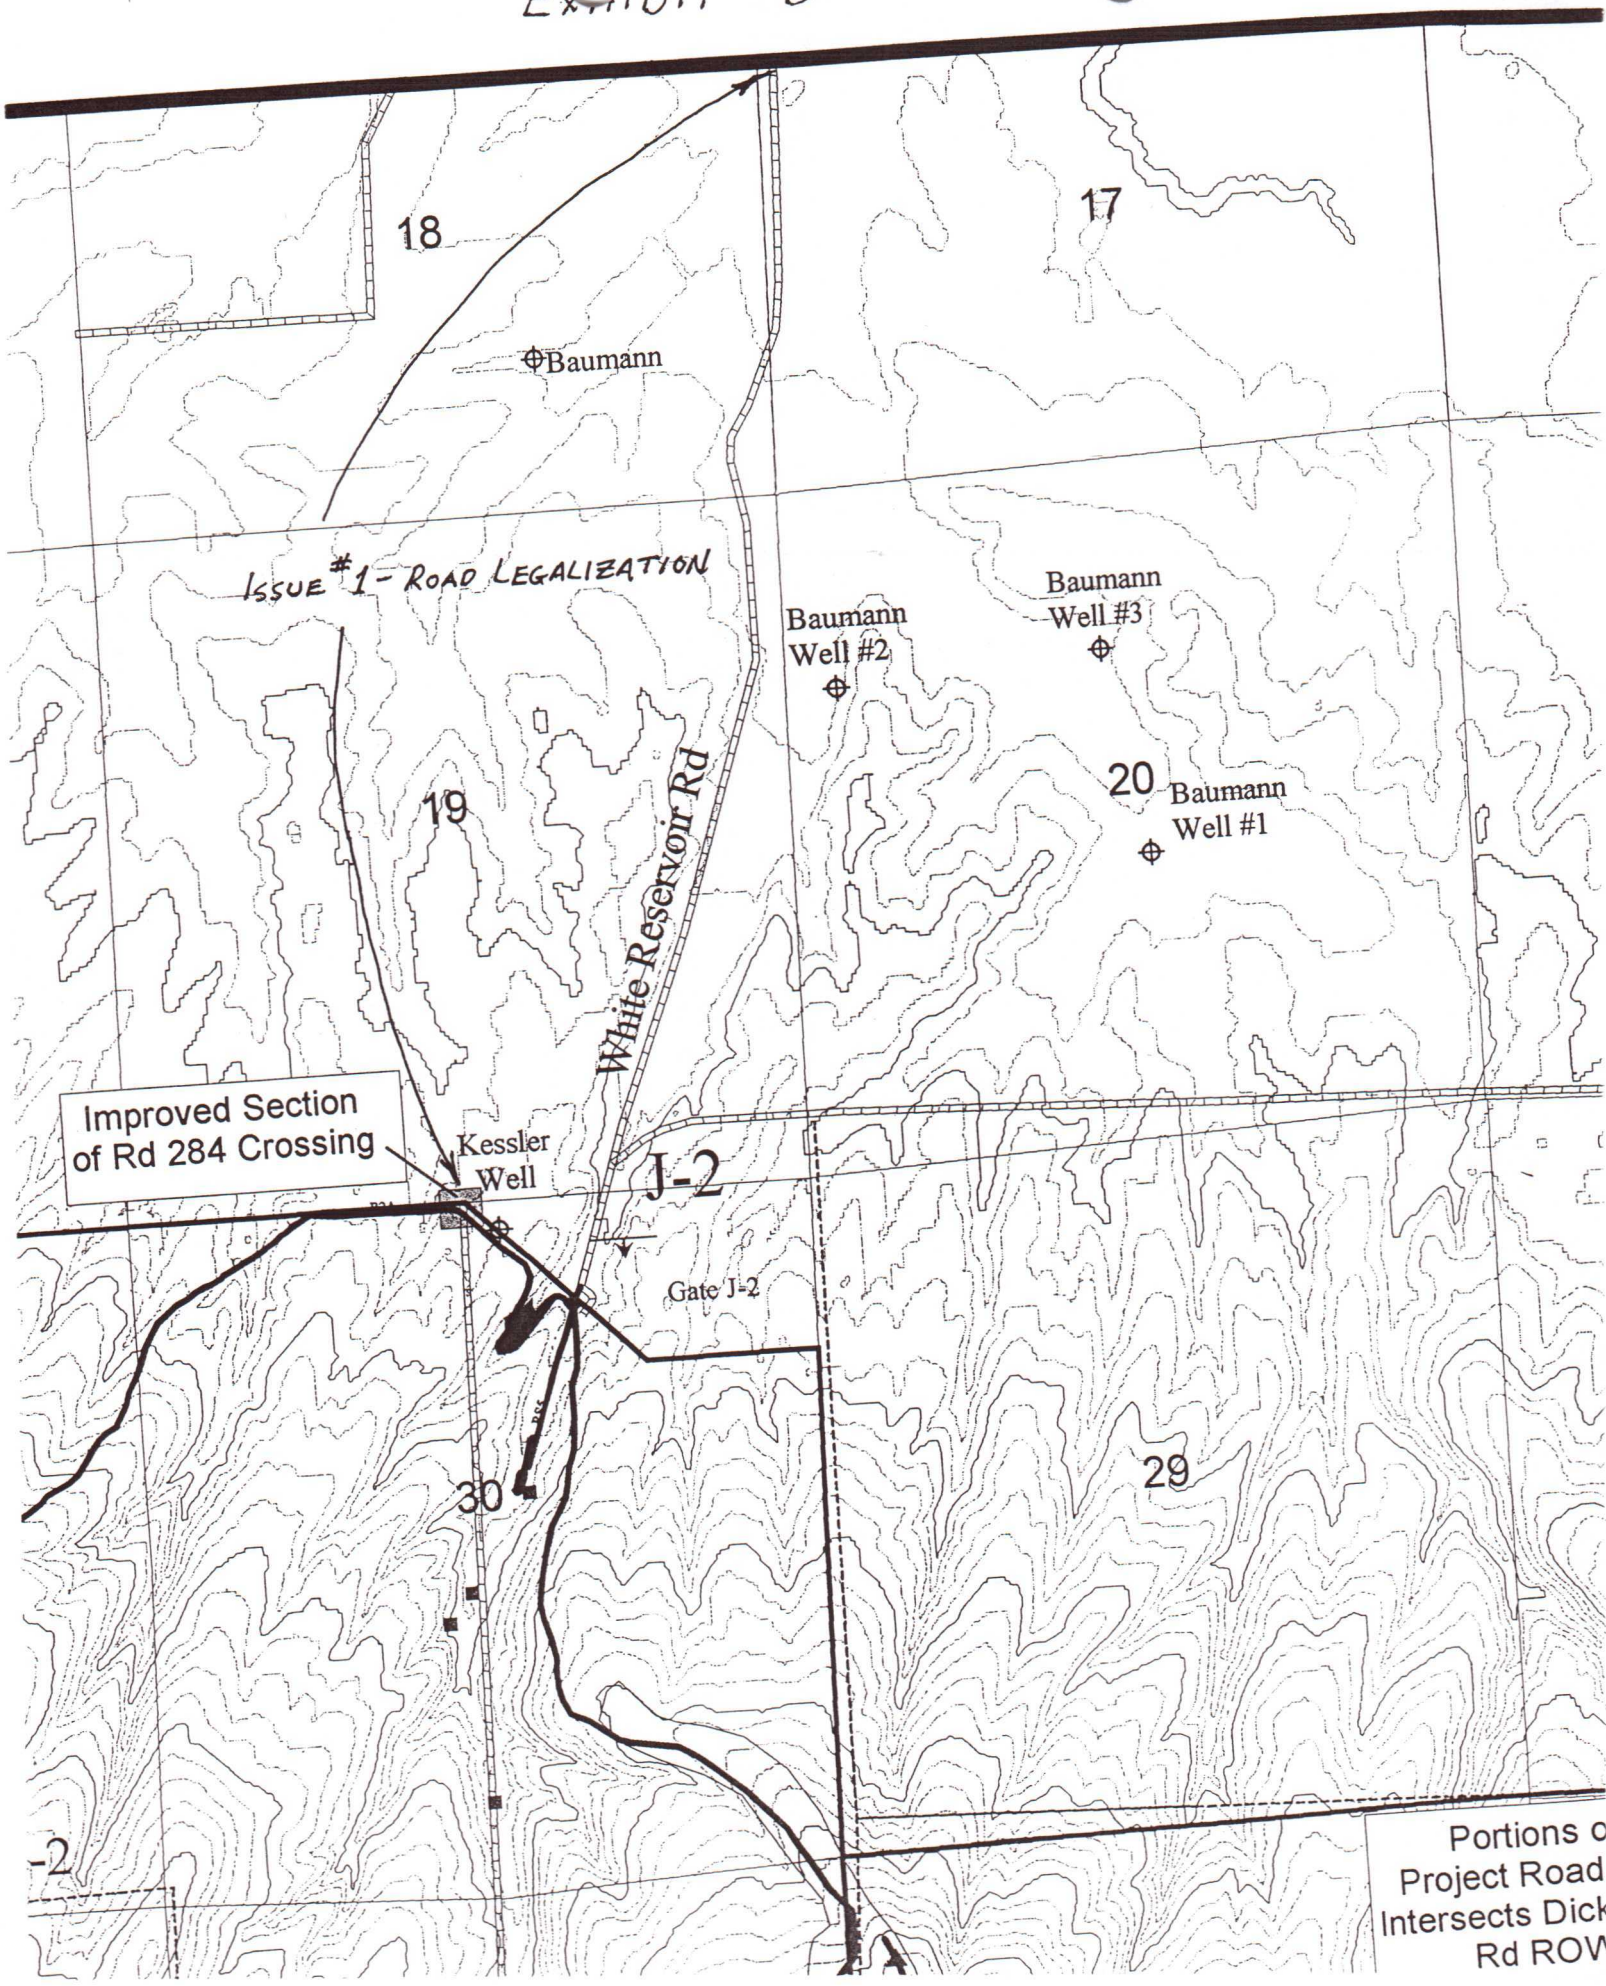 EXHIBIT
18
17
Baumann
ISSUE #1 - ROAD LEGALIZATION
Baumann
Well #2
Baumann
Well #3
White Reservoir Rd
19
20
Baumann
Well #1
Improved Section
of Rd 284 Crossing
Kessler
Well
J-2
Gate J-2
30
29
-2
Portions o
Project Road
Intersects Dick
Rd ROW